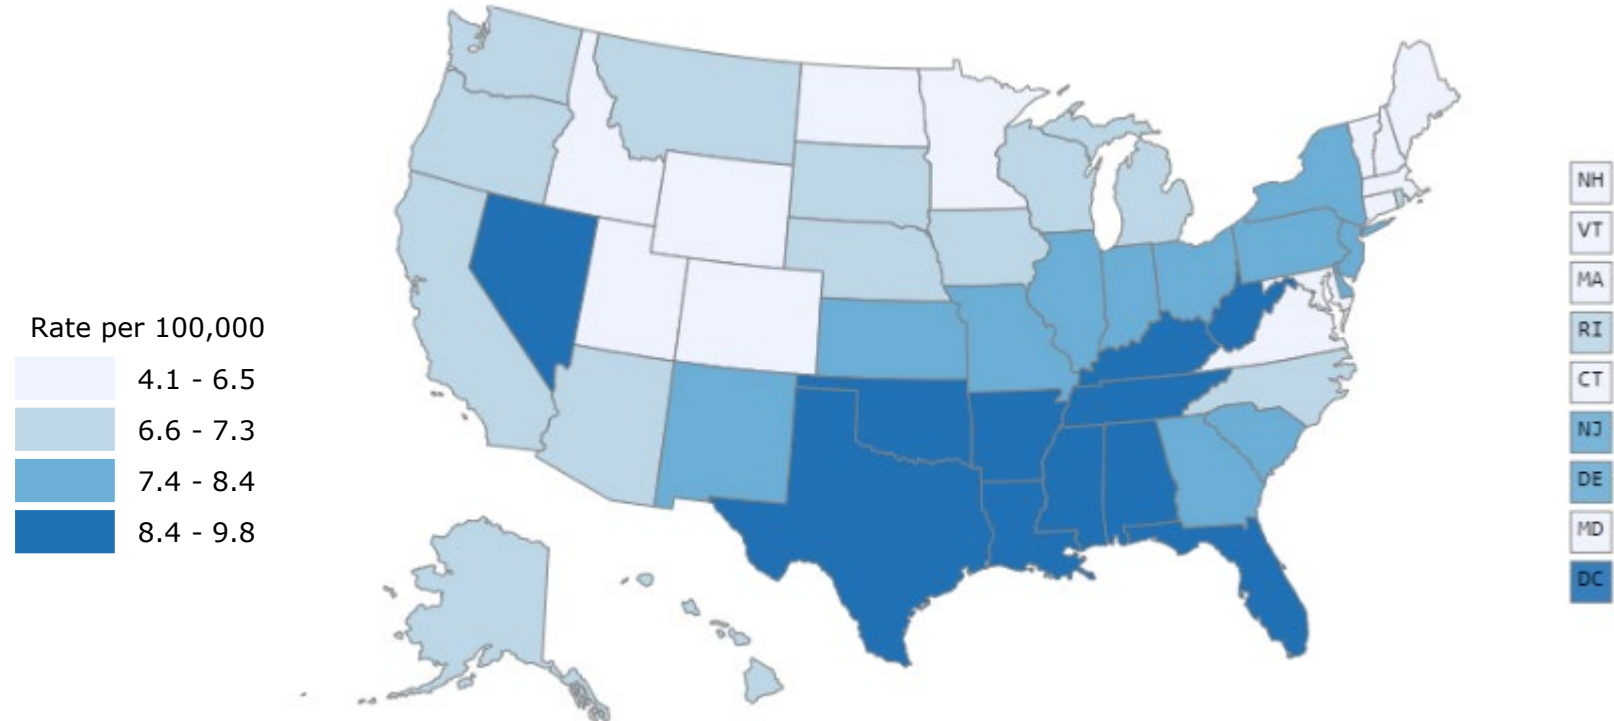 Rate per 100,000
4.1 - 6.5
6.6 - 7.3
7.4 - 8.4
8.4 - 9.8
NH
VT
MA
RI
CT
NJ
DE
MD
DC